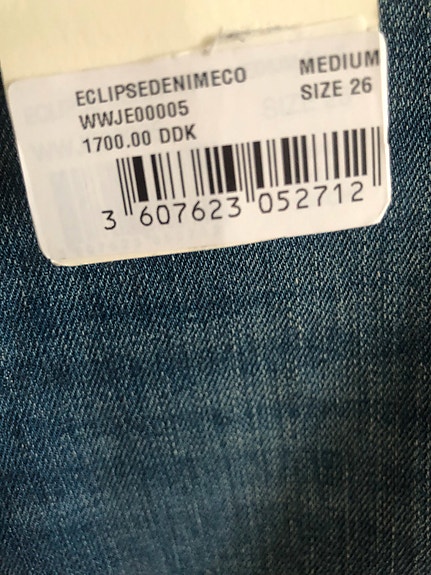 ECLIPSEDENIMECO MEDIUM
WWJE00005 SIZE 26
1700.00 DDK
3 607623 052712